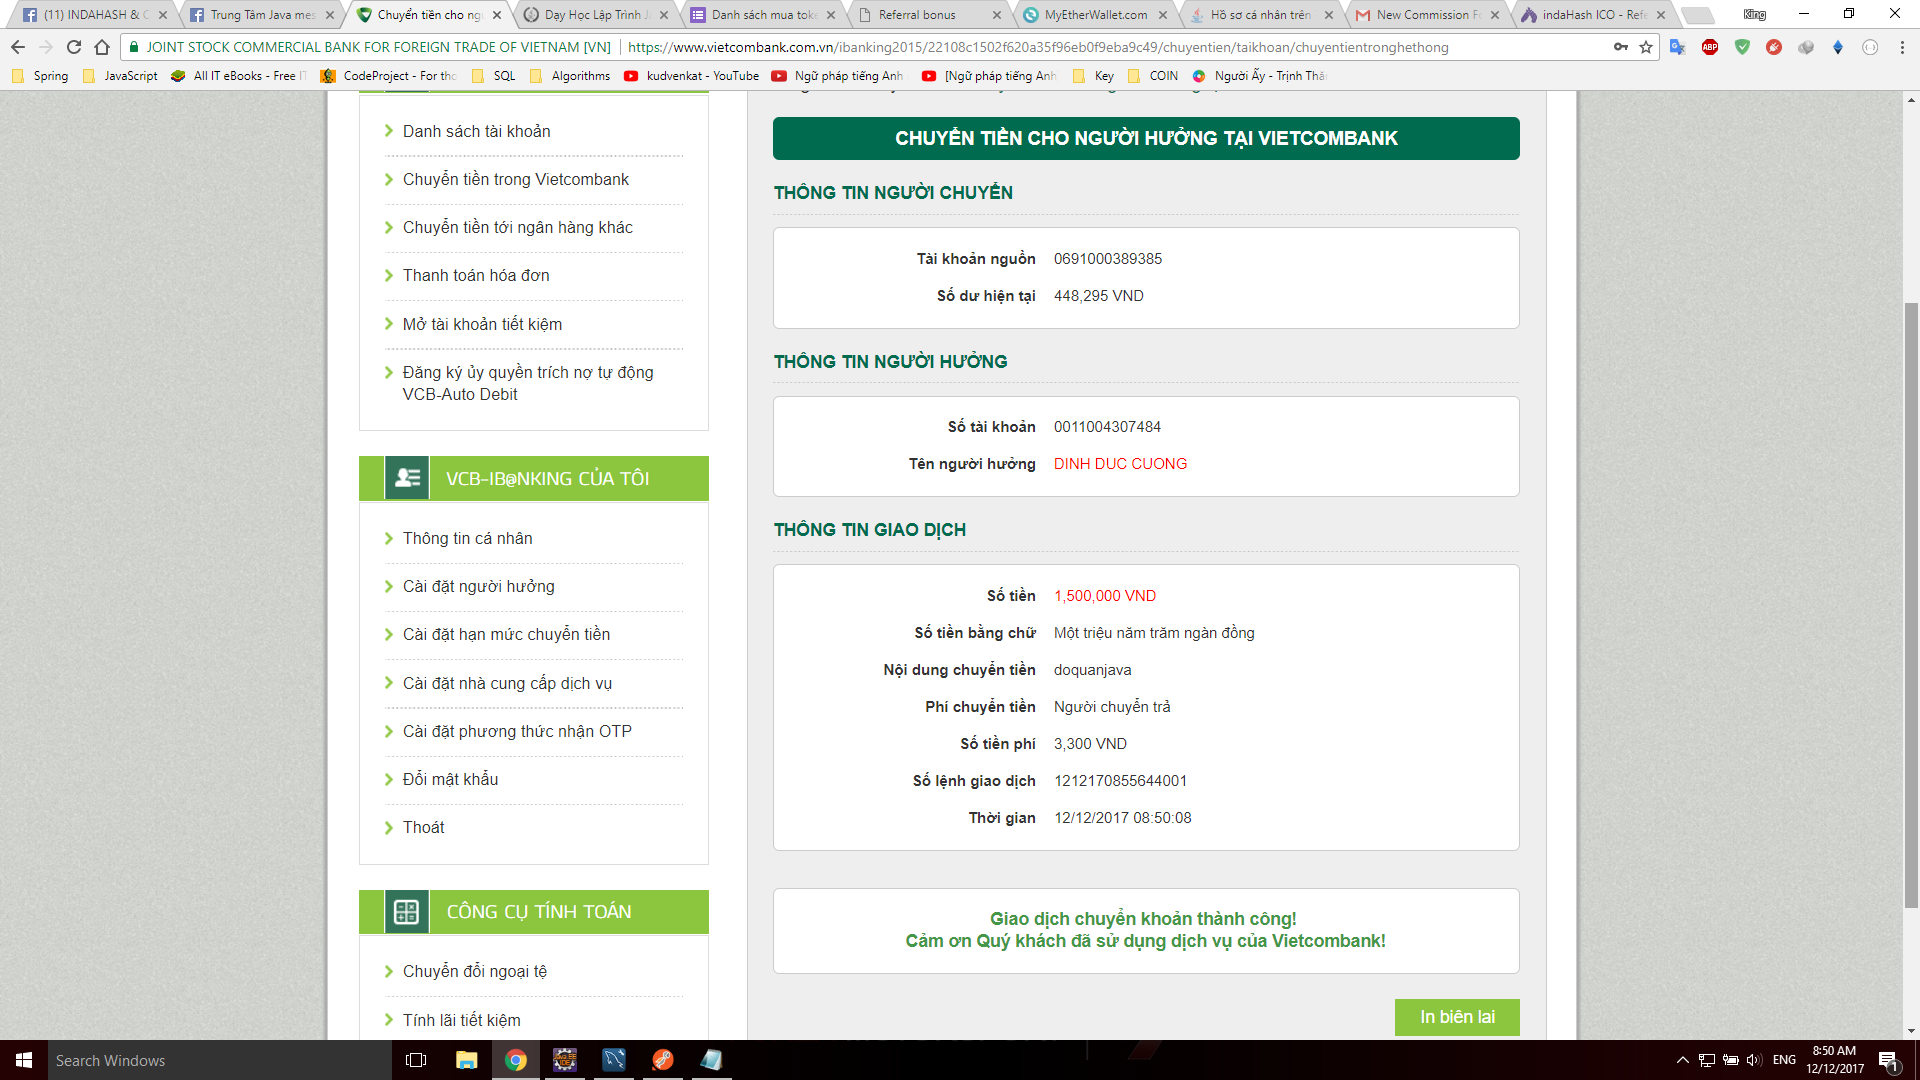 (11) INDAHASH & C
Trung Tâm Java mes
Chuyển tiền cho ngư
Dạy Học Lập Trình J
Danh sách mua toke
Referral bonus
MyEtherWallet.com
Hồ sơ cá nhân trên
New Commission Fo
indaHash ICO - Refe
King
JOINT STOCK COMMERCIAL BANK FOR FOREIGN TRADE OF VIETNAM [VN] https://www.vietcombank.com.vn/ibanking2015/22108c1502f620a35f96eb0f9eba9c49/chuyentien/taikhoan/chuyentientronghethong
ABP
Spring
JavaScript
All IT eBooks - Free IT
CodeProject - For tho
SQL
Algorithms
kudvenkat - YouTube
Ngữ pháp tiếng Anh
[Ngữ pháp tiếng Anh
Key
COIN
Người Ấy - Trịnh Thă
Danh sách tài khoản
Chuyển tiền trong Vietcombank
Chuyển tiền tới ngân hàng khác
Thanh toán hóa đơn
Mở tài khoản tiết kiệm
Đăng ký ủy quyền trích nợ tự động
VCB-Auto Debit
VCB-IB@NKING CỦA TÔI
Thông tin cá nhân
Cài đặt người hưởng
Cài đặt hạn mức chuyển tiền
Cài đặt nhà cung cấp dịch vụ
Cài đặt phương thức nhận OTP
Đổi mật khẩu
Thoát
CÔNG CỤ TÍNH TOÁN
Chuyển đổi ngoại tệ
Tính lãi tiết kiệm
CHUYỂN TIỀN CHO NGƯỜI HƯỞNG TẠI VIETCOMBANK
THÔNG TIN NGƯỜI CHUYỂN
Tài khoản nguồn 0691000389385
Số dư hiện tại 448,295 VND
THÔNG TIN NGƯỜI HƯỞNG
Số tài khoản 0011004307484
Tên người hưởng DINH DUC CUONG
THÔNG TIN GIAO DỊCH
Số tiền 1,500,000 VND
Số tiền bằng chữ Một triệu năm trăm ngàn đồng
Nội dung chuyển tiền doquanjava
Phí chuyển tiền Người chuyển trả
Số tiền phí 3,300 VND
Số lệnh giao dịch 1212170855644001
Thời gian 12/12/2017 08:50:08
Giao dịch chuyển khoản thành công!
Cảm ơn Quý khách đã sử dụng dịch vụ của Vietcombank!
In biên lai
Search Windows
ENG
8:50 AM
12/12/2017
1